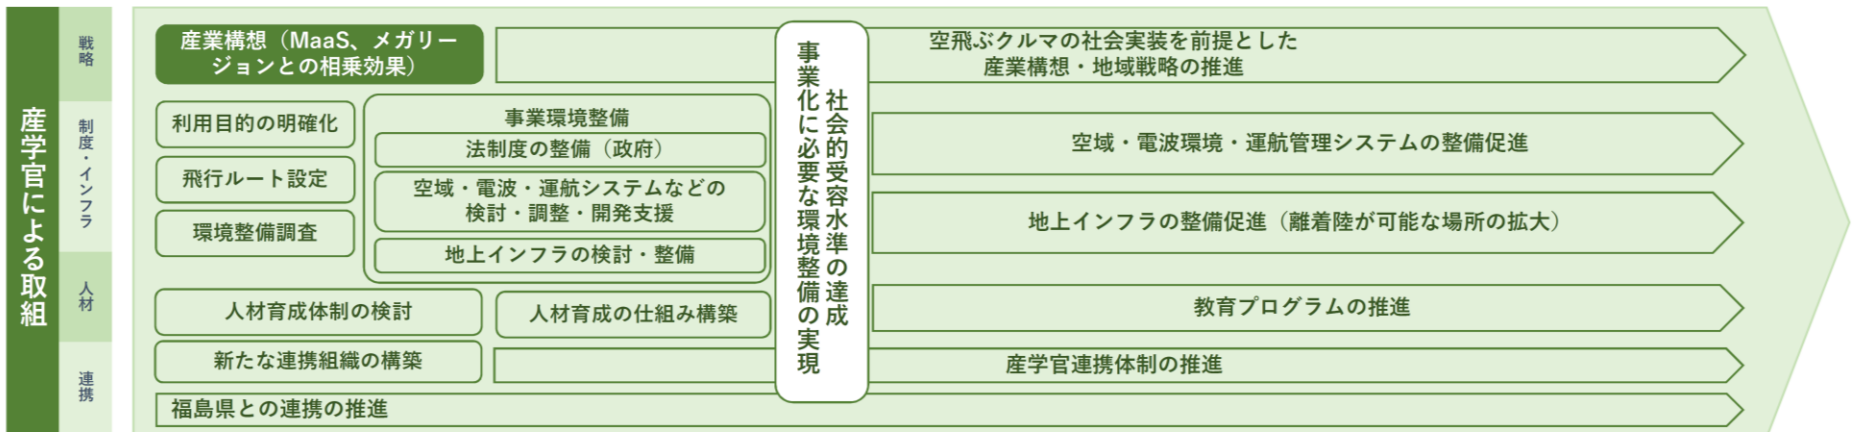 産学官による取組
戦略
産業構想（MaaS、メガリー
ジョンとの相乗効果）
空飛ぶクルマの社会実装を前提とした
産業構想・地域戦略の推進
制度・インフラ
利用目的の明確化
飛行ルート設定
環境整備調査
事業環境整備
法制度の整備（政府）
空域・電波・運航システムなどの
検討・調整・開発支援
地上インフラの検討・整備
社会的受容水準の達成
事業化に必要な環境整備の実現
空域・電波環境・運航管理システムの整備促進
地上インフラの整備促進（離着陸が可能な場所の拡大）
人材
人材育成体制の検討
人材育成の仕組み構築
教育プログラムの推進
連携
新たな連携組織の構築
産学官連携体制の推進
福島県との連携の推進